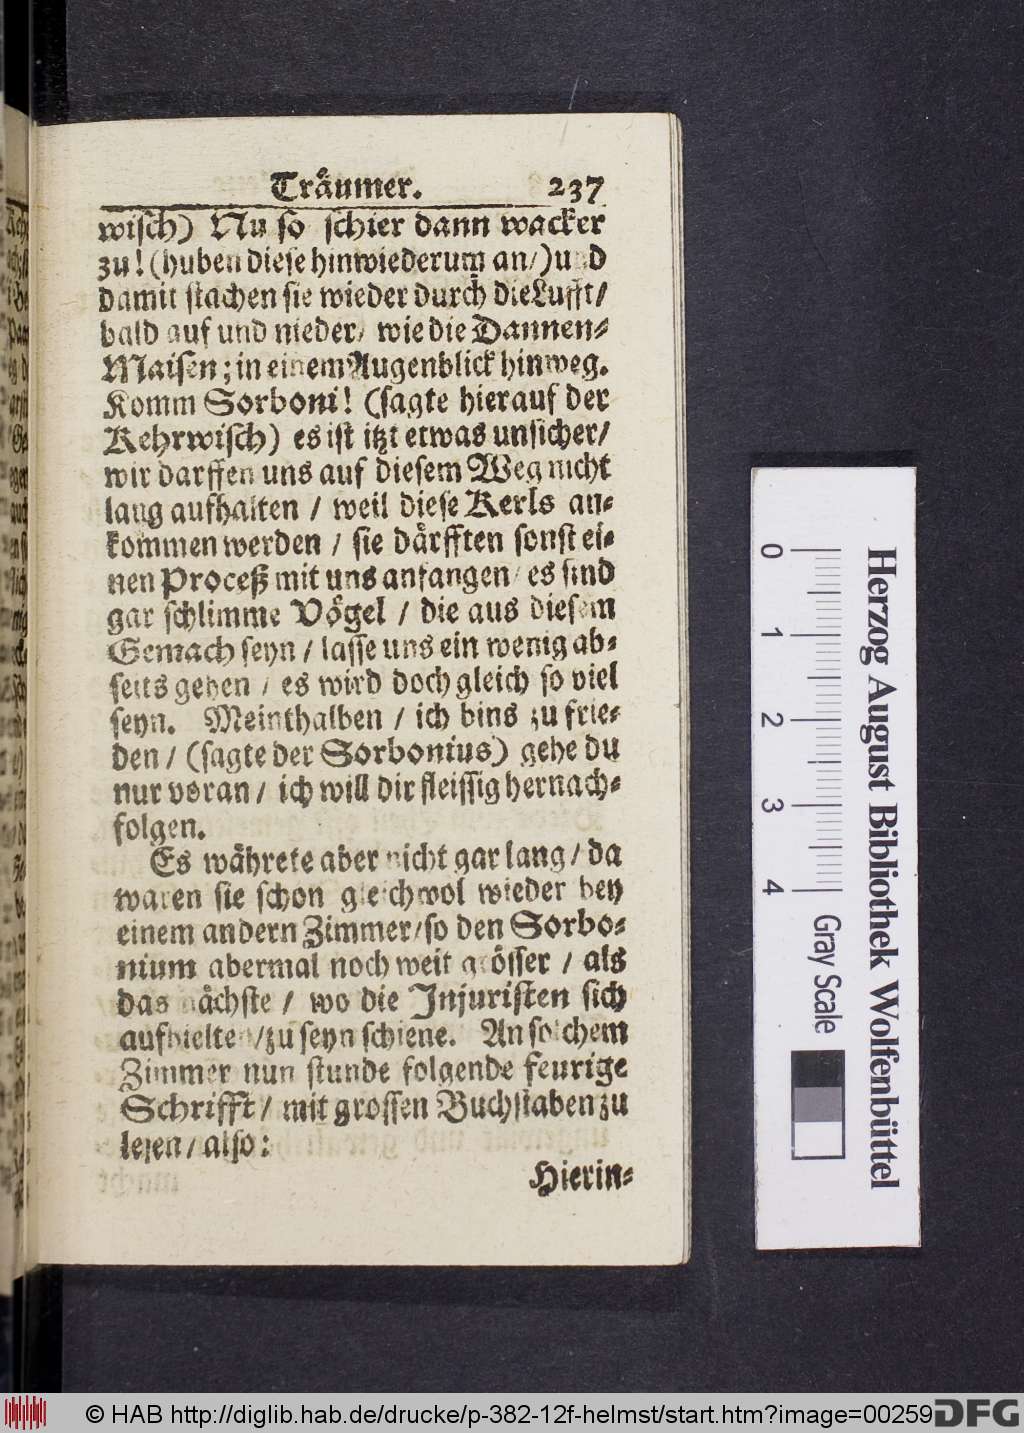 Träumer. 237
wisch) Nu so schier dann wacker
zu! (huben diese hinwiederum an/) und
damit stachen sie wieder durch die Lufft/
bald auf und nieder/ wie die Dannen-
Maisen; in einem Augenblick hinweg.
Komm Sorboni! (sagte hierauf der
Kehrwisch) es ist itzt etwas unsicher/
wir darffen uns auf diesem Weg nicht
lang aufhalten / weil diese Kerls an-
kommen werden / sie därfften sonst ei-
nen Proceß mit uns anfangen / es sind
gar schlimme Vögel / die aus diesem
Gemach seyn / lasse uns ein wenig ab-
seits gehen / es wird doch gleich so viel
seyn. Meinthalben / ich bins zu frie-
den / (sagte der Sorbonius) gehe du
nur voran / ich will dir fleissig hernach-
folgen.
Es währete aber nicht gar lang / da
waren sie schon gleichwol wieder bey
einem andern Zimmer / so den Sorbo-
nium abermal noch weit grösser / als
das nächste / wo die Injuristen sich
aufhielten / zu seyn schiene. An solchem
Zimmer nun stunde folgende feurige
Schrifft / mit grossen Buchstaben zu
lesen / also:
Hierin-
0 1 2 3 4
Gray Scale
Herzog August Bibliothek Wolfenbüttel
© HAB http://diglib.hab.de/drucke/p-382-12f-helmst/start.htm?image=00259
DFG